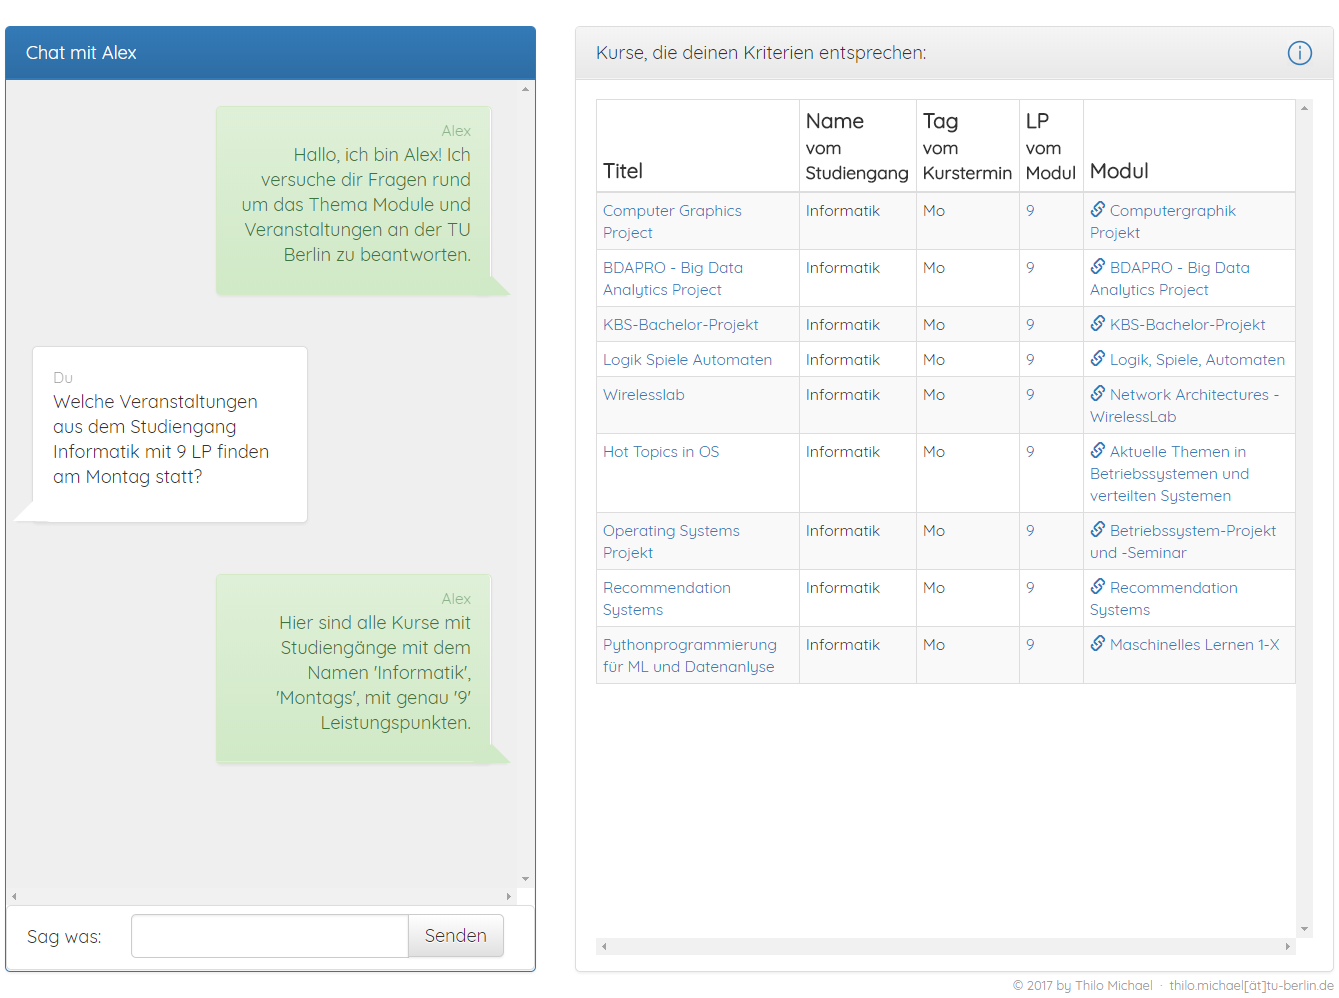 Chat mit Alex
Alex
Hallo, ich bin Alex! Ich
versuche dir Fragen rund
um das Thema Module und
Veranstaltungen an der TU
Berlin zu beantworten.
Du
Welche Veranstaltungen
aus dem Studiengang
Informatik mit 9 LP finden
am Montag statt?
Alex
Hier sind alle Kurse mit
Studiengänge mit dem
Namen 'Informatik',
'Montags', mit genau '9'
Leistungspunkten.
Sag was:
Senden
Kurse, die deinen Kriterien entsprechen:
Titel
Name
vom
Studiengang
Tag
vom
Kurstermin
LP
vom
Modul
Modul
Computer Graphics
Project
Informatik
Mo
9
Computergraphik
Projekt
BDAPRO - Big Data
Analytics Project
Informatik
Mo
9
BDAPRO - Big Data
Analytics Project
KBS-Bachelor-Projekt
Informatik
Mo
9
KBS-Bachelor-Projekt
Logik Spiele Automaten
Informatik
Mo
9
Logik, Spiele, Automaten
Wirelesslab
Informatik
Mo
9
Network Architectures -
WirelessLab
Hot Topics in OS
Informatik
Mo
9
Aktuelle Themen in
Betriebssystemen und
verteilten Systemen
Operating Systems
Projekt
Informatik
Mo
9
Betriebssystem-Projekt
und -Seminar
Recommendation
Systems
Informatik
Mo
9
Recommendation
Systems
Pythonprogrammierung
für ML und Datenanlyse
Informatik
Mo
9
Maschinelles Lernen 1-X
© 2017 by Thilo Michael · thilo.michael[ät]tu-berlin.de